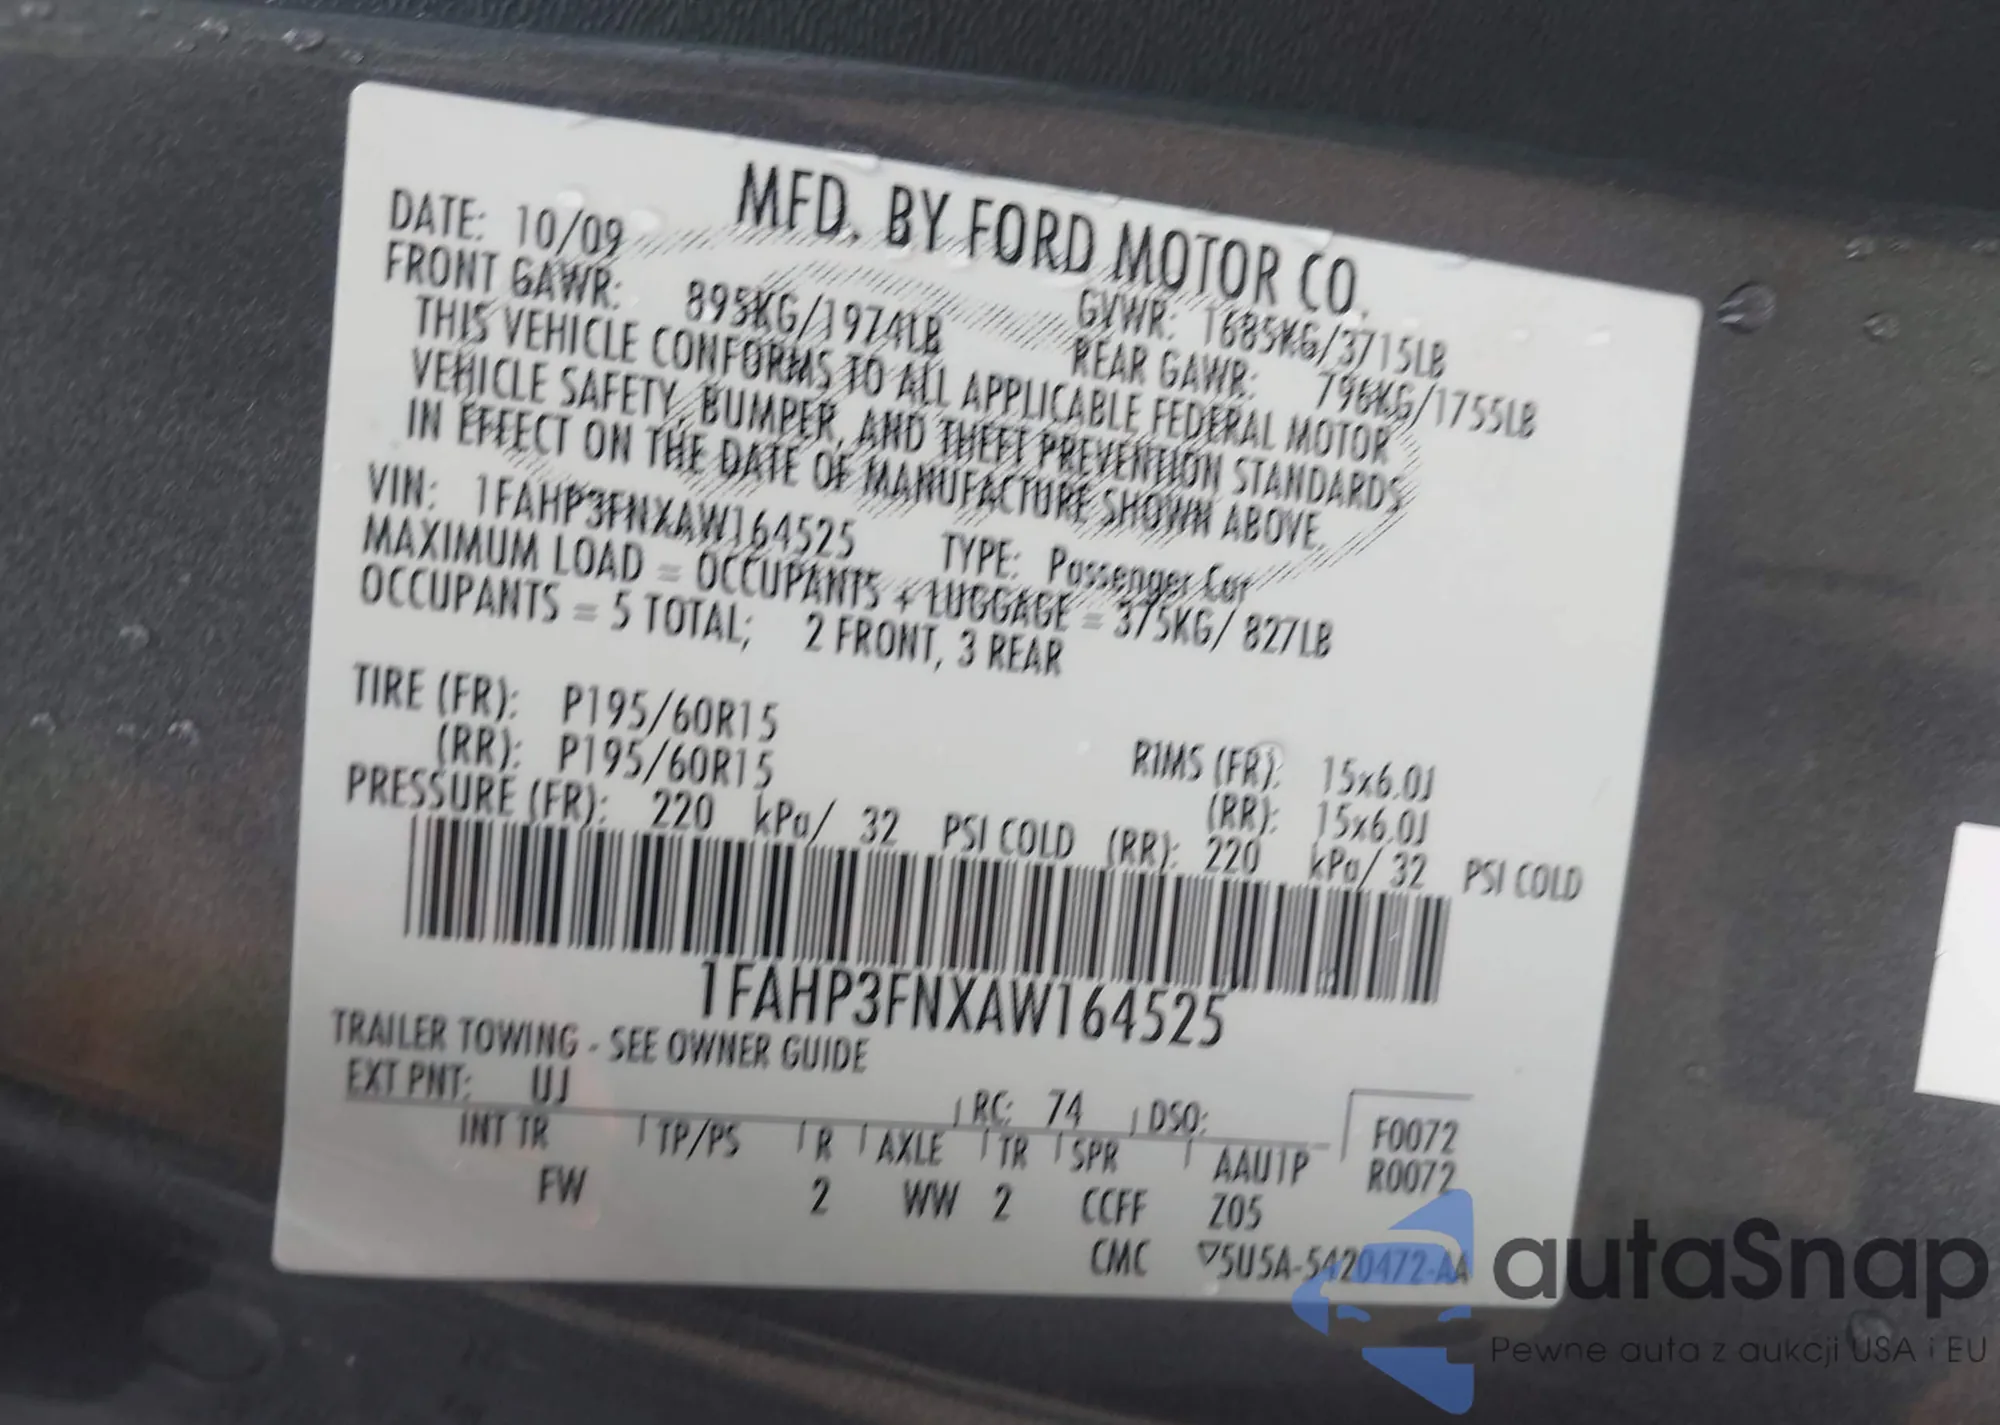 MFD. BY FORD MOTOR CO.
DATE: 10/09 GVWR: 1685KG/3715LB
FRONT GAWR: 895KG/1974LB REAR GAWR: 796KG/1755LB
THIS VEHICLE CONFORMS TO ALL APPLICABLE FEDERAL MOTOR
VEHICLE SAFETY, BUMPER, AND THEFT PREVENTION STANDARDS
IN EFFECT ON THE DATE OF MANUFACTURE SHOWN ABOVE.
VIN: 1FAHP3FNXAW164525 TYPE: Passenger Car
MAXIMUM LOAD = OCCUPANTS + LUGGAGE = 375KG/ 827LB
OCCUPANTS = 5 TOTAL; 2 FRONT, 3 REAR
TIRE (FR): P195/60R15 RIMS (FR): 15x6.0J
(RR): P195/60R15 (RR): 15x6.0J
PRESSURE (FR): 220 kPa/ 32 PSI COLD (RR): 220 kPa/ 32 PSI COLD
1FAHP3FNXAW164525
TRAILER TOWING - SEE OWNER GUIDE
EXT PNT: UJ RC: 74 DSO: F0072
INT TR TP/PS R AXLE TR SPR AAU1P R0072
FW 2 WW 2 CCFF Z05
CMC ▽5U5A-5420472-AA
autaSnap
Pewne auta z aukcji USA i EU